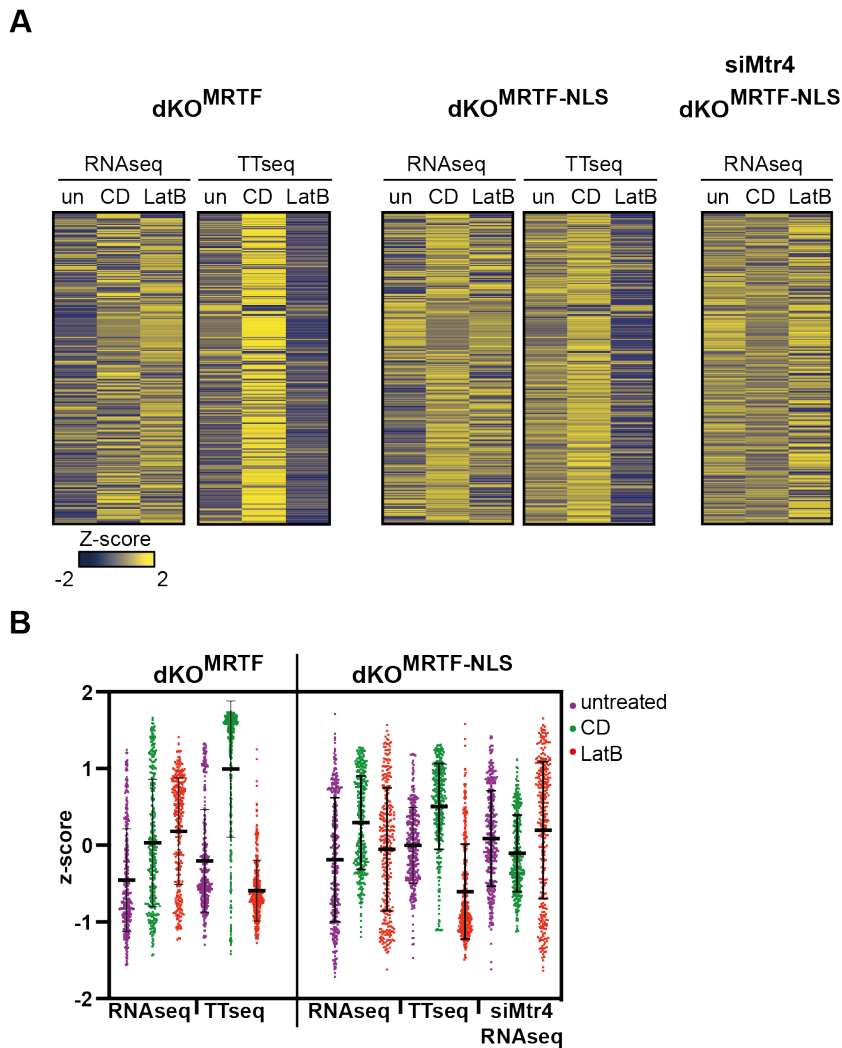 A
siMtr4
dKO^MRTF dKO^MRTF-NLS dKO^MRTF-NLS
RNAseq TTseq RNAseq TTseq RNAseq
un CD LatB un CD LatB un CD LatB un CD LatB un CD LatB
Z-score
-2 2
B
dKO^MRTF dKO^MRTF-NLS
2
1
0
-1
-2
z-score
untreated
CD
LatB
RNAseq TTseq RNAseq TTseq siMtr4
RNAseq